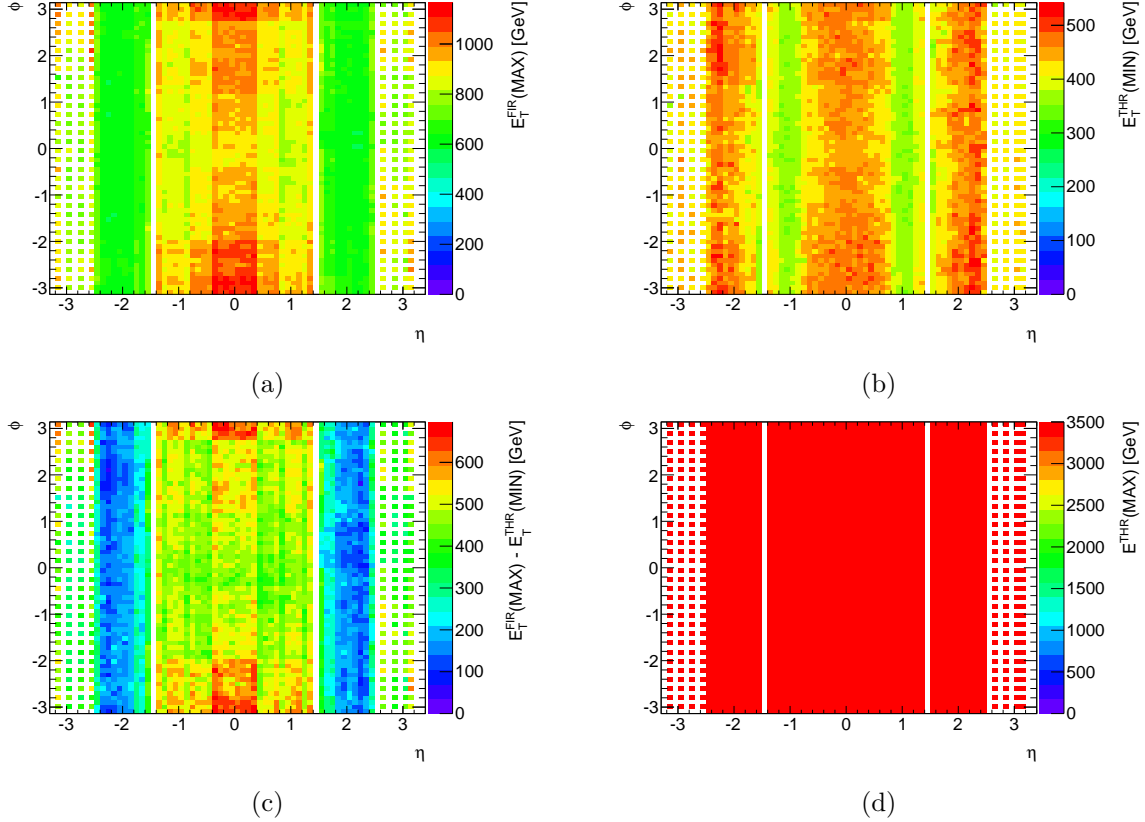 ϕ
3
2
1
0
-1
-2
-3
-3 -2 -1 0 1 2 3
η
1000
800
600
400
200
0
E_T^FIR(MAX) [GeV]
(a)
ϕ
3
2
1
0
-1
-2
-3
-3 -2 -1 0 1 2 3
η
500
400
300
200
100
0
E_T^THR(MIN) [GeV]
(b)
ϕ
3
2
1
0
-1
-2
-3
-3 -2 -1 0 1 2 3
η
600
500
400
300
200
100
0
E_T^FIR(MAX) - E_T^THR(MIN) [GeV]
(c)
ϕ
3
2
1
0
-1
-2
-3
-3 -2 -1 0 1 2 3
η
3500
3000
2500
2000
1500
1000
500
0
E^THR(MAX) [GeV]
(d)